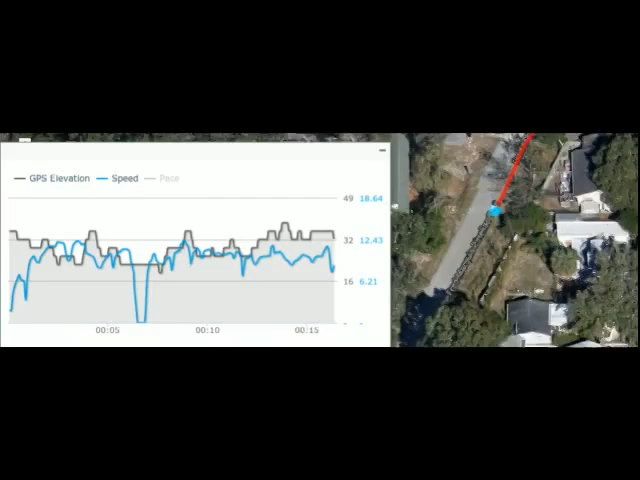 GPS Elevation Speed Pace
49 18.64
32 12.43
16 6.21
- -
00:05 00:10 00:15